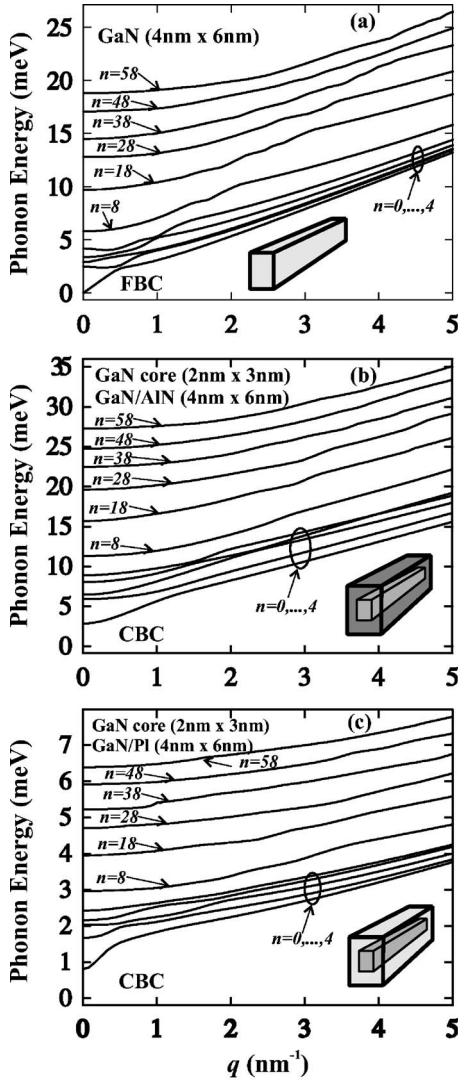 (a)
GaN (4nm x 6nm)
n=58
n=48
n=38
n=28
n=18
n=8
n=0,...,4
FBC
Phonon Energy (meV)
25
20
15
10
5
0
0 1 2 3 4 5
(b)
GaN core (2nm x 3nm)
GaN/AlN (4nm x 6nm)
n=58
n=48
n=38
n=28
n=18
n=8
n=0,...,4
CBC
Phonon Energy (meV)
35
30
25
20
15
10
5
0
0 1 2 3 4 5
(c)
GaN core (2nm x 3nm)
GaN/Pl (4nm x 6nm)
n=58
n=48
n=38
n=28
n=18
n=8
n=0,...,4
CBC
Phonon Energy (meV)
7
6
5
4
3
2
1
0
0 1 2 3 4 5
q (nm⁻¹)